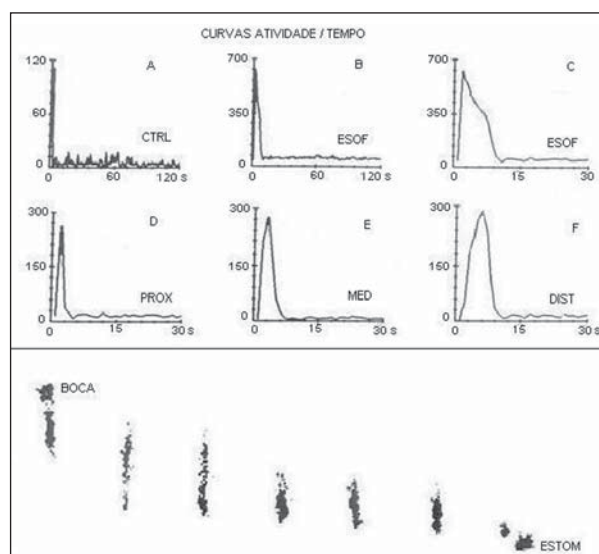 CURVAS ATIVIDADE / TEMPO
120 A
60
CTRL
0
0 60 120 s
700 B
350
ESOF
0
0 60 120 s
700 C
350
ESOF
0
0 15 30
300 D
150
PROX
0
0 15 30 s
300 E
150
MED
0
0 15 30 s
300 F
150
DIST
0
0 15 30
BOCA
ESTOM